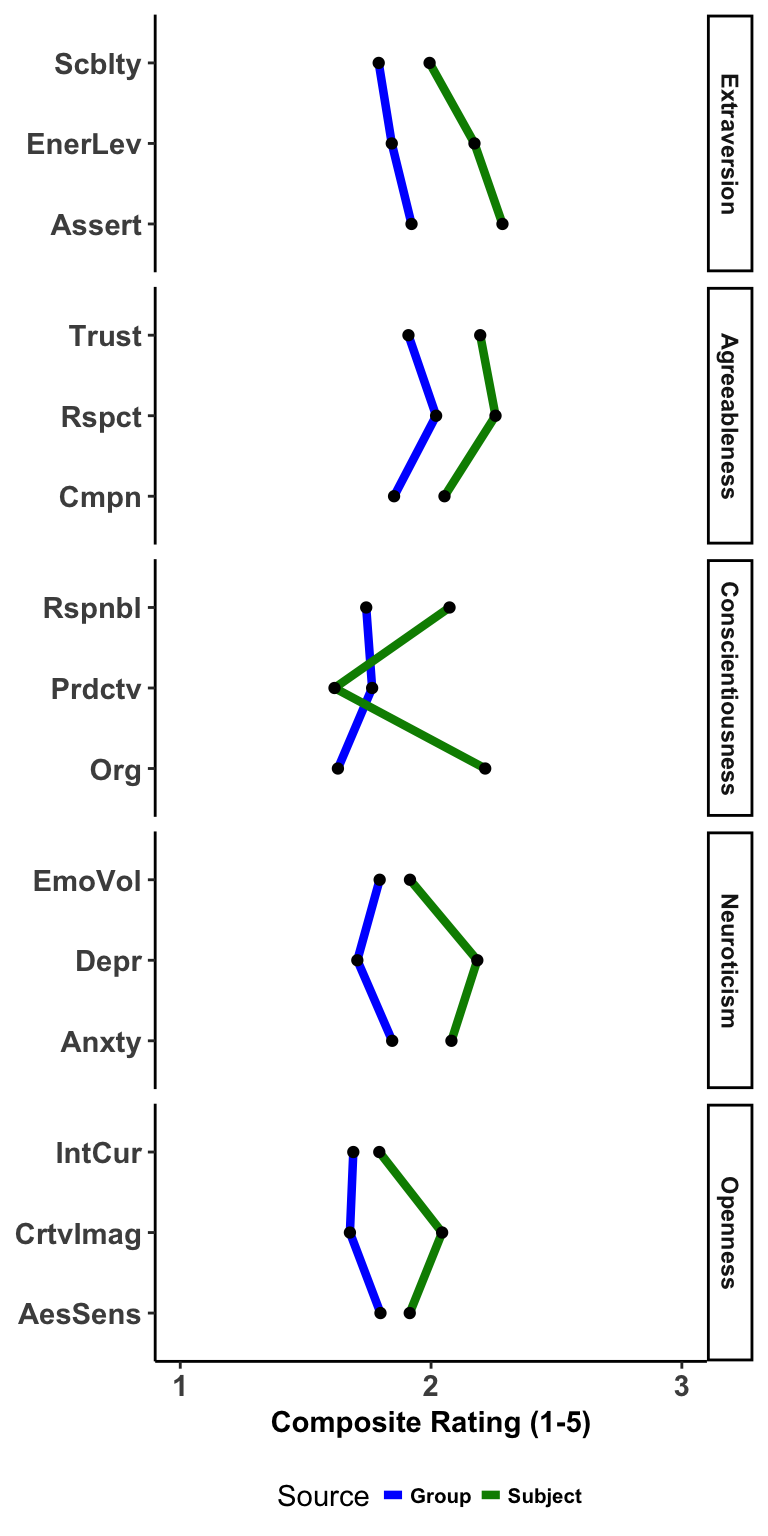 Scblty
EnerLev
Assert
Extraversion
Trust
Rspct
Cmpn
Agreeableness
Rspnbl
Prdctv
Org
Conscientiousness
EmoVol
Depr
Anxty
Neuroticism
IntCur
CrtvImag
AesSens
Openness
1 2 3
Composite Rating (1-5)
Source Group Subject